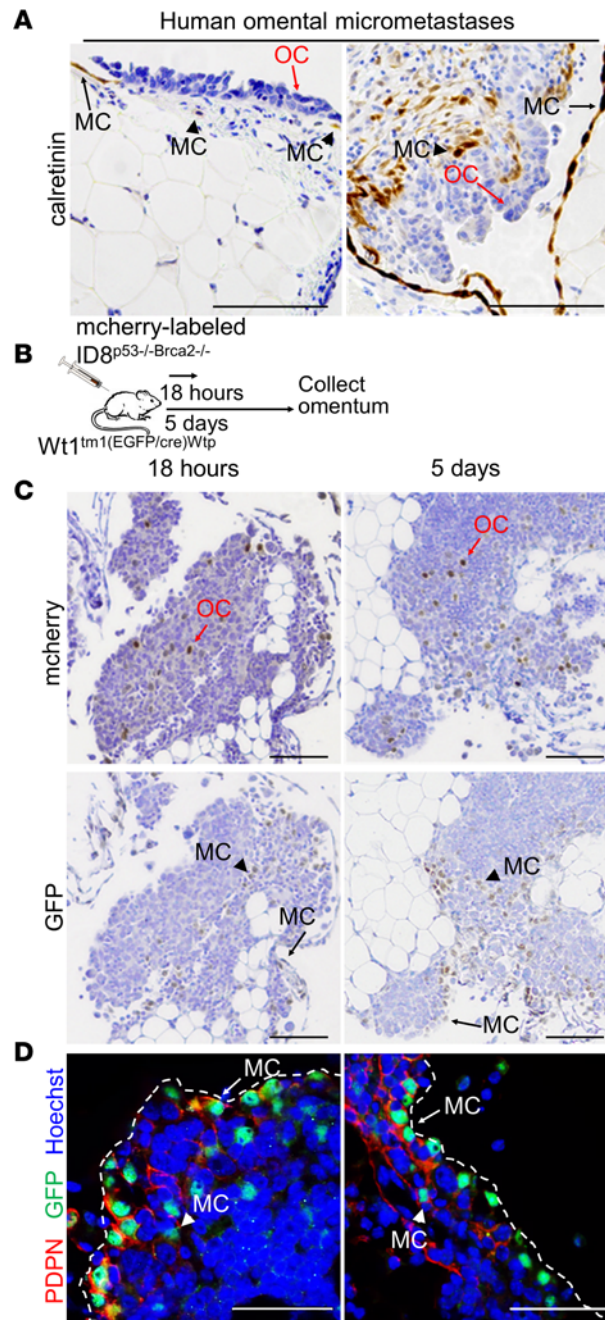 A
Human omental micrometastases
OC
MC
MC
MC
MC
MC
OC
calretinin
B
mcherry-labeled
ID8p53-/-Brca2-/-
18 hours
5 days
Collect
omentum
Wt1tm1(EGFP/cre)Wtp
18 hours
5 days
C
mcherry
OC
OC
GFP
MC
MC
MC
MC
D
PDPN GFP Hoechst
MC
MC
MC
MC